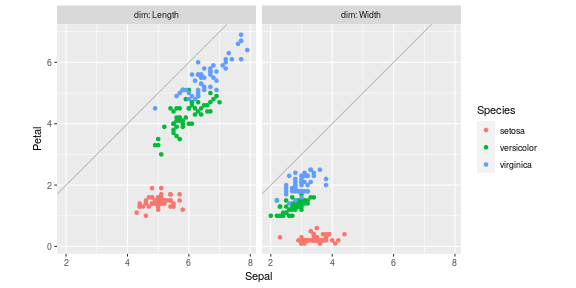 dim: Length
dim: Width
6
4
2
0
Petal
2
4
6
8
2
4
6
8
Sepal
Species
setosa
versicolor
virginica